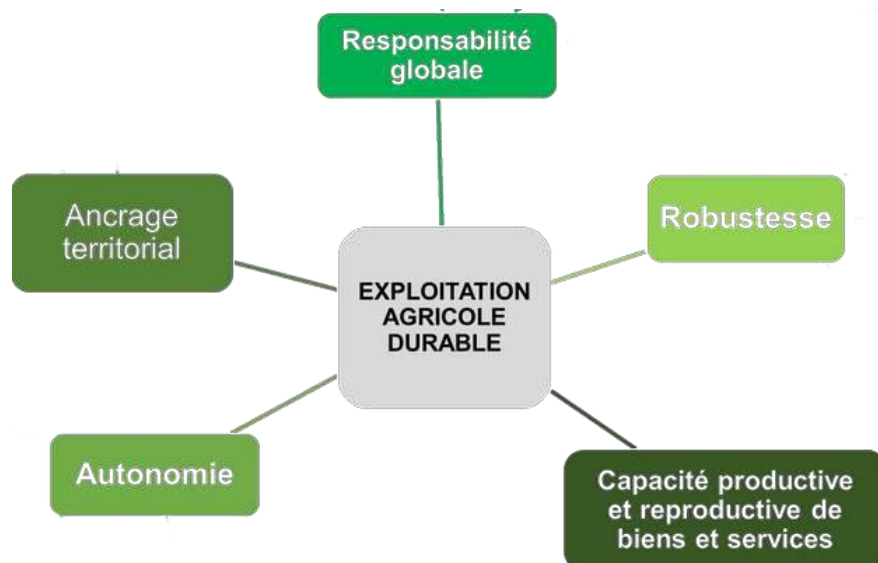 Responsabilité
globale
Ancrage
territorial
Robustesse
EXPLOITATION
AGRICOLE
DURABLE
Autonomie
Capacité productive
et reproductive de
biens et services